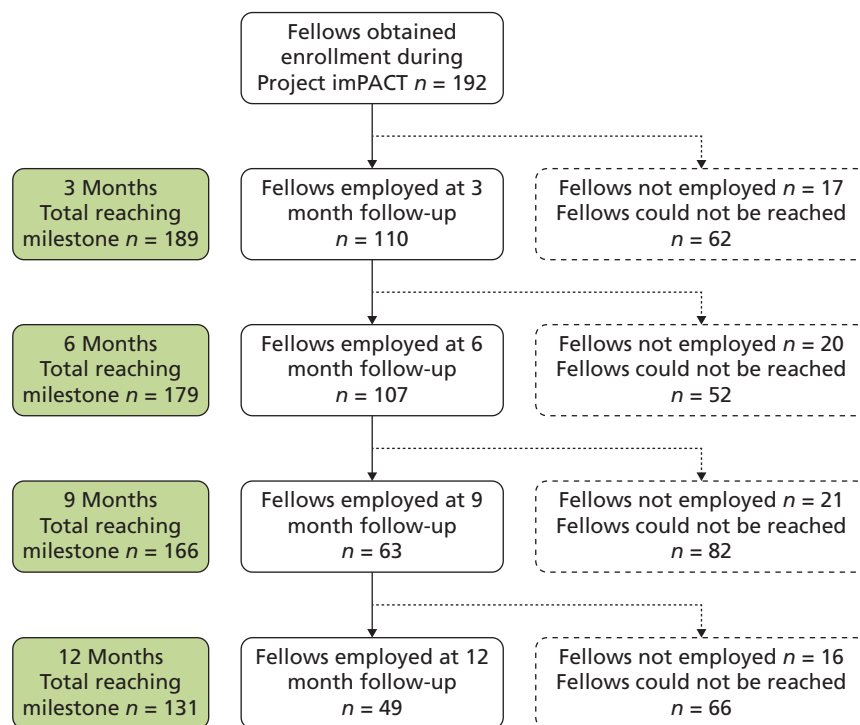 Fellows obtained
enrollment during
Project imPACT n = 192
3 Months
Total reaching
milestone n = 189
Fellows employed at 3
month follow-up
n = 110
Fellows not employed n = 17
Fellows could not be reached
n = 62
6 Months
Total reaching
milestone n = 179
Fellows employed at 6
month follow-up
n = 107
Fellows not employed n = 20
Fellows could not be reached
n = 52
9 Months
Total reaching
milestone n = 166
Fellows employed at 9
month follow-up
n = 63
Fellows not employed n = 21
Fellows could not be reached
n = 82
12 Months
Total reaching
milestone n = 131
Fellows employed at 12
month follow-up
n = 49
Fellows not employed n = 16
Fellows could not be reached
n = 66